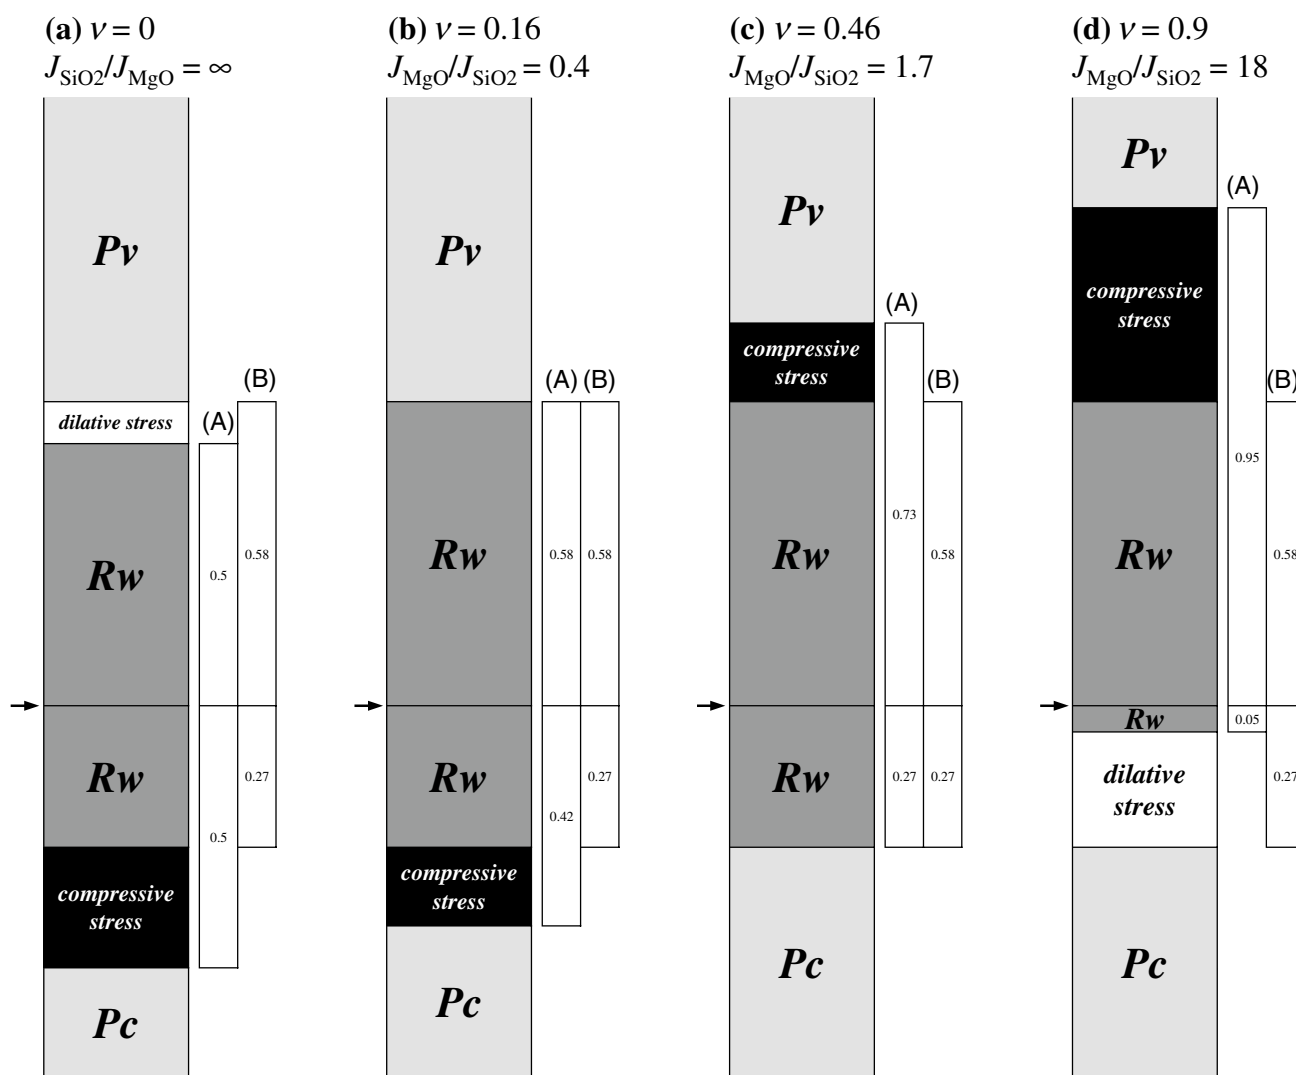 (a) ν = 0
J_SiO2/J_MgO = ∞
Pv
(B)
dilative stress
(A)
Rw
0.58
0.5
Rw
0.27
0.5
compressive
stress
Pc
(b) ν = 0.16
J_MgO/J_SiO2 = 0.4
Pv
(A) (B)
Rw
0.58 0.58
Rw
0.27
0.42
compressive
stress
Pc
(c) ν = 0.46
J_MgO/J_SiO2 = 1.7
Pv
(A)
compressive
stress
(B)
0.73
Rw
0.58
Rw
0.27 0.27
Pc
(d) ν = 0.9
J_MgO/J_SiO2 = 18
Pv
(A)
compressive
stress
(B)
0.95
Rw
0.58
Rw
0.05
dilative
stress
0.27
Pc